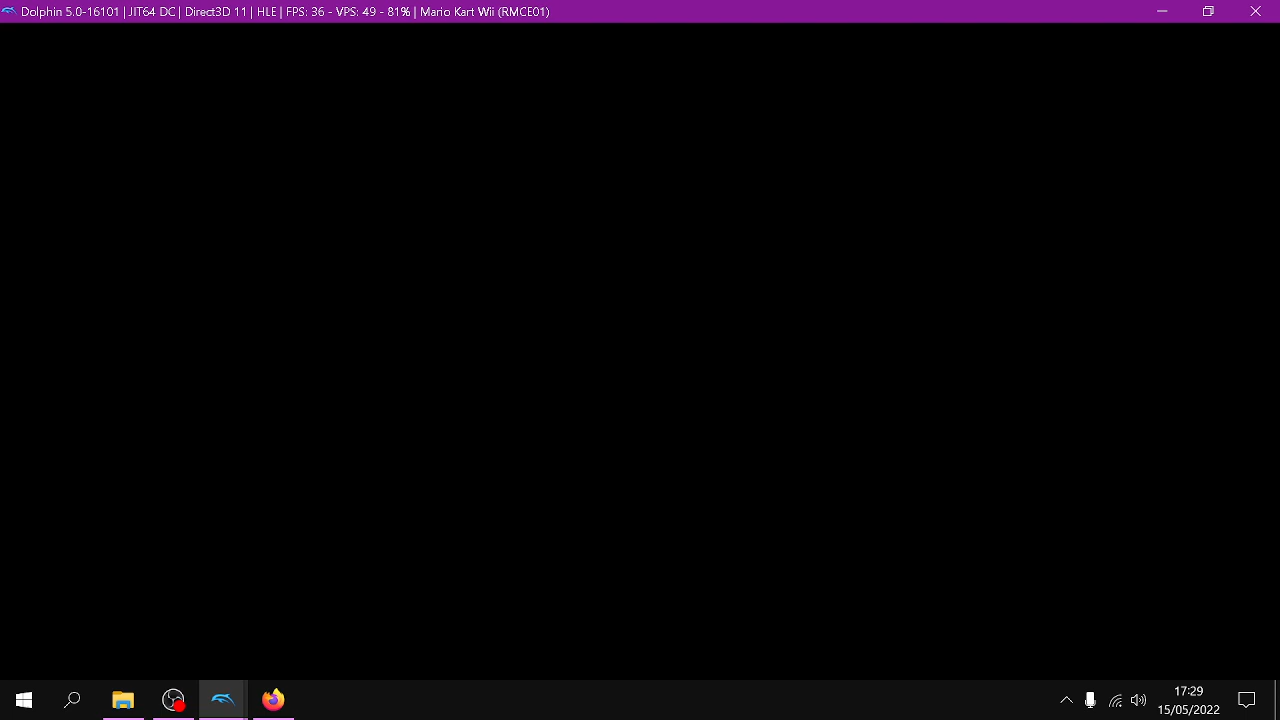 Dolphin 5.0-16101 | JIT64 DC | Direct3D 11 | HLE | FPS: 36 - VPS: 49 - 81% | Mario Kart Wii (RMCE01)
17:29
15/05/2022